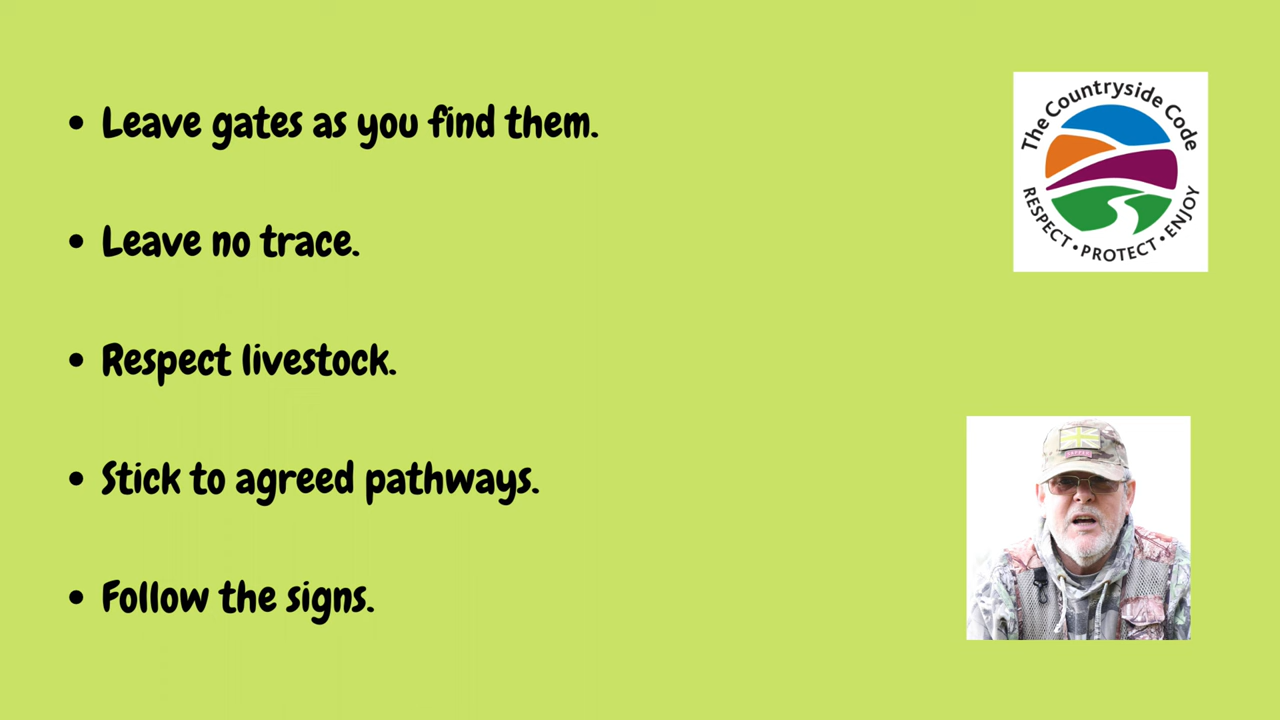 • Leave gates as you find them.
• Leave no trace.
• Respect livestock.
• Stick to agreed pathways.
• Follow the signs.
The Countryside Code
RESPECT • PROTECT • ENJOY